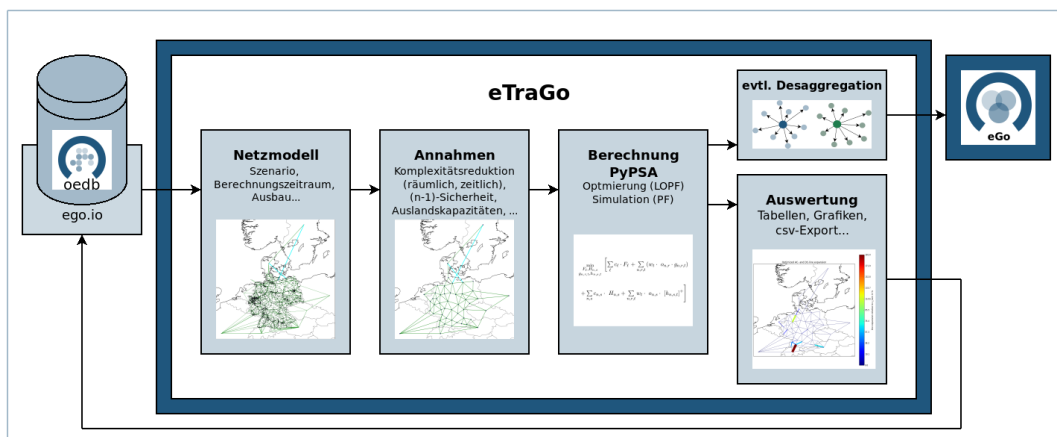 eTraGo
oedb
ego.io
Netzmodell
Szenario,
Berechnungszeitraum,
Ausbau...
Annahmen
Komplexitätsreduktion
(räumlich, zeitlich),
(n-1)-Sicherheit,
Auslandskapazitäten, ...
Berechnung
PyPSA
Optmierung (LOPF)
Simulation (PF)
evtl. Desaggregation
Auswertung
Tabellen, Grafiken,
csv-Export...
eGo